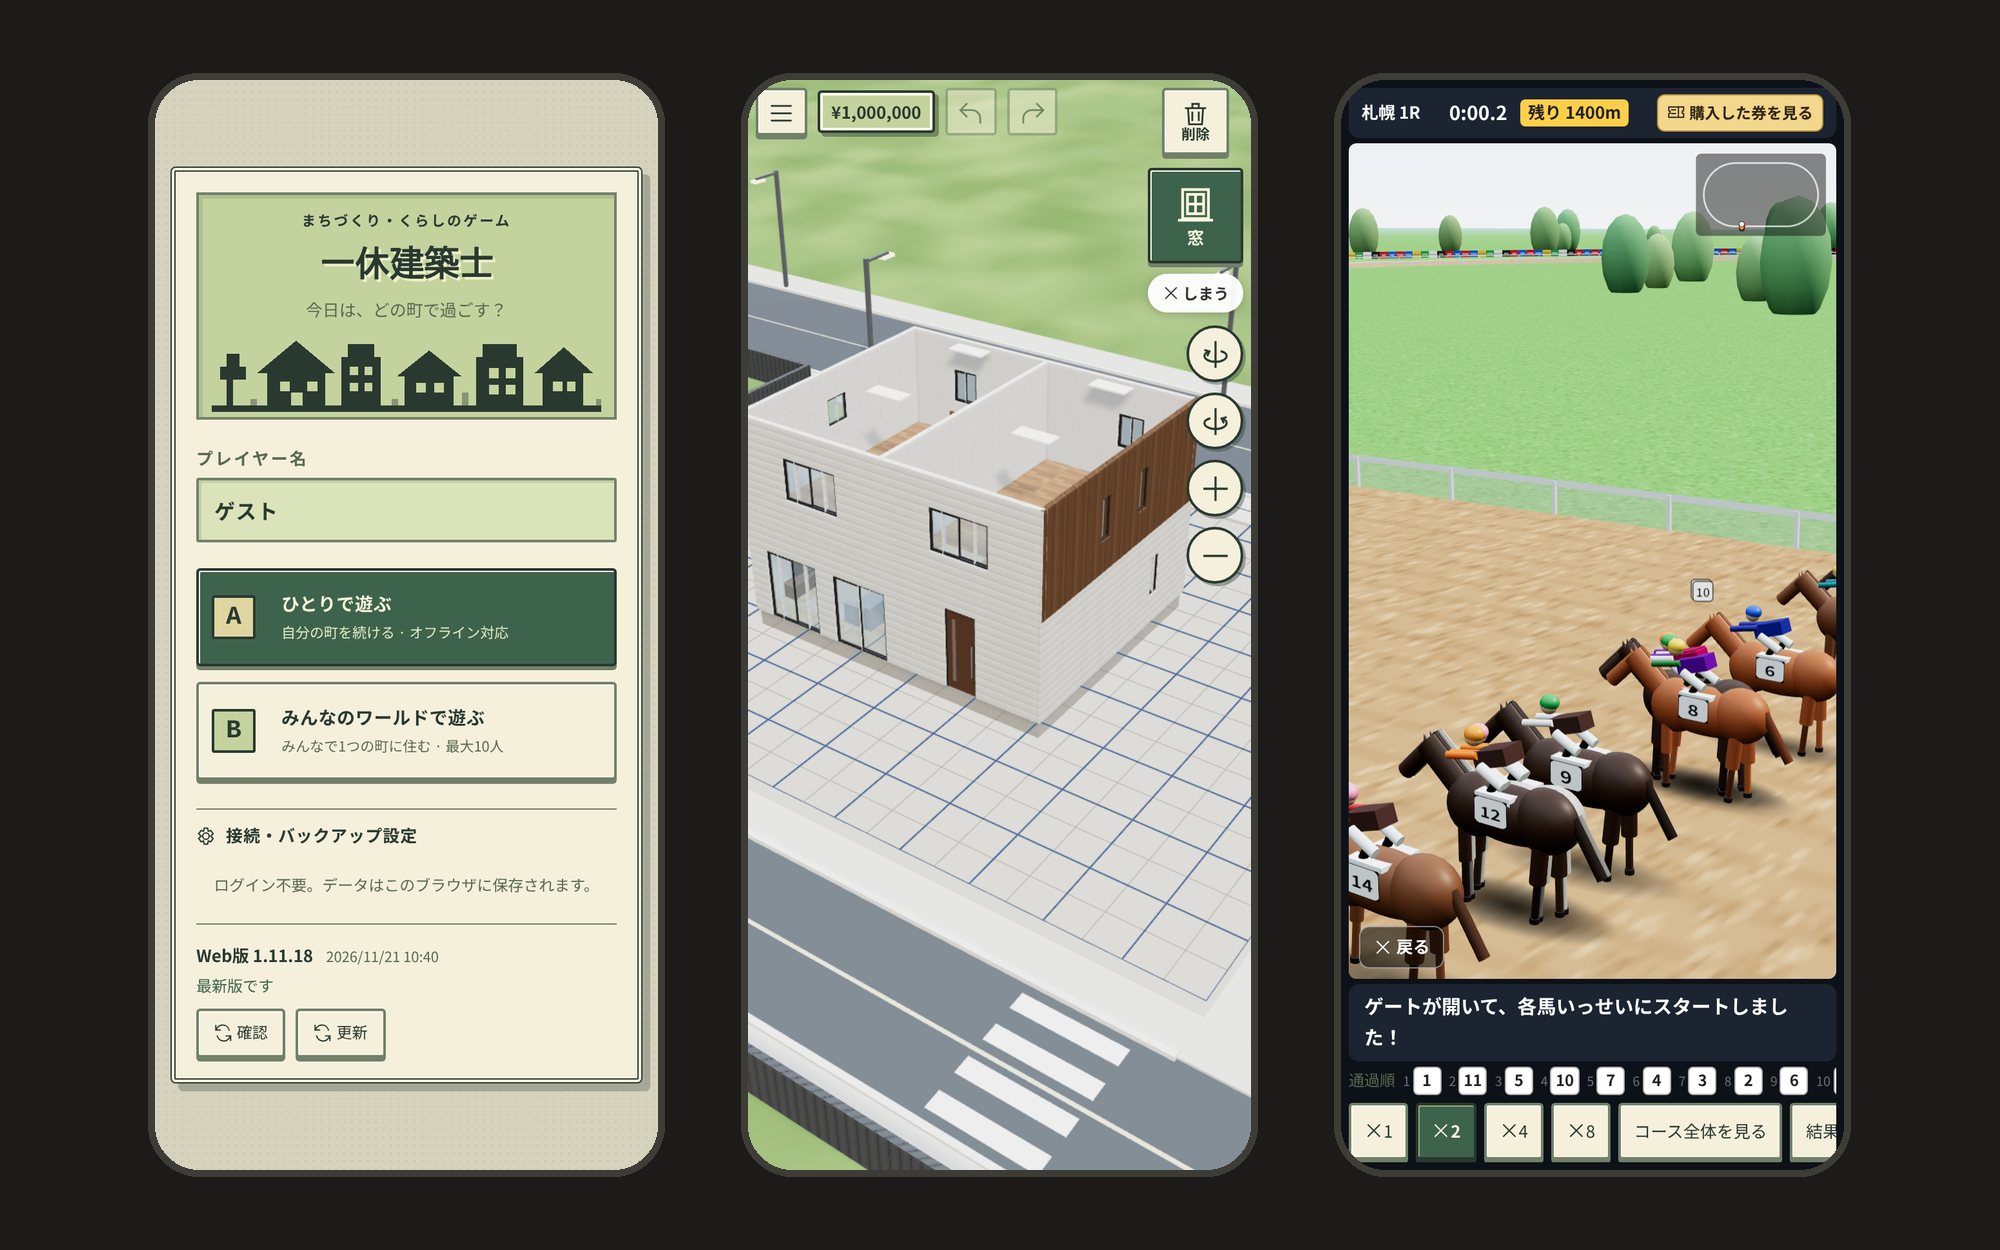 まちづくり・くらしのゲーム
一休建築士
今日は、どの町で過ごす？
プレイヤー名
ゲスト
A
ひとりで遊ぶ
自分の町を続ける · オフライン対応
B
みんなのワールドで遊ぶ
みんなで1つの町に住む · 最大10人
接続・バックアップ設定
ログイン不要。データはこのブラウザに保存されます。
Web版 1.11.18 2026/11/21 10:40
最新版です
確認
更新
¥1,000,000
削除
窓
× しまう
札幌 1R 0:00.2 残り 1400m 購入した券を見る
10
6
8
9
12
14
× 戻る
ゲートが開いて、各馬いっせいにスタートしまし
た！
通過順 1 1 2 11 3 5 4 10 5 7 6 4 7 3 8 2 9 6 10
×1 ×2 ×4 ×8 コース全体を見る 結果